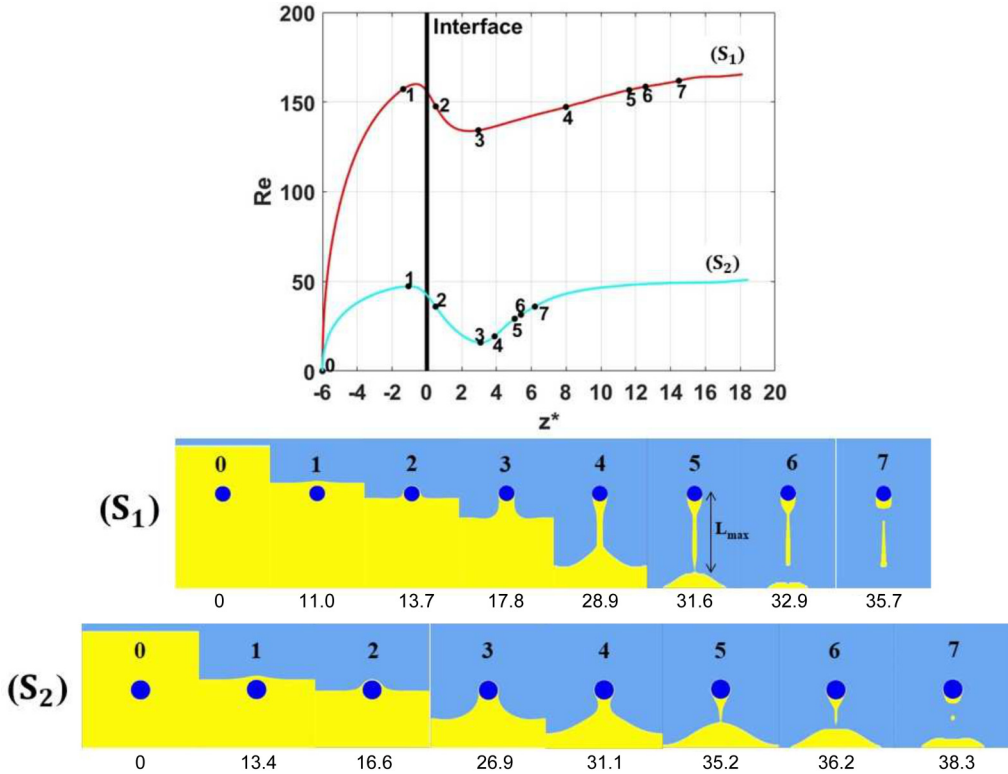 200
150
100
50
0
Re
Interface
(S₁)
1
2
3
4
5
6
7
(S₂)
1
2
3
4
5
6
7
0
-6 -4 -2 0 2 4 6 8 10 12 14 16 18 20
z*
(S₁)
0 1 2 3 4 5 6 7
Lmax
0 11.0 13.7 17.8 28.9 31.6 32.9 35.7
(S₂)
0 1 2 3 4 5 6 7
0 13.4 16.6 26.9 31.1 35.2 36.2 38.3